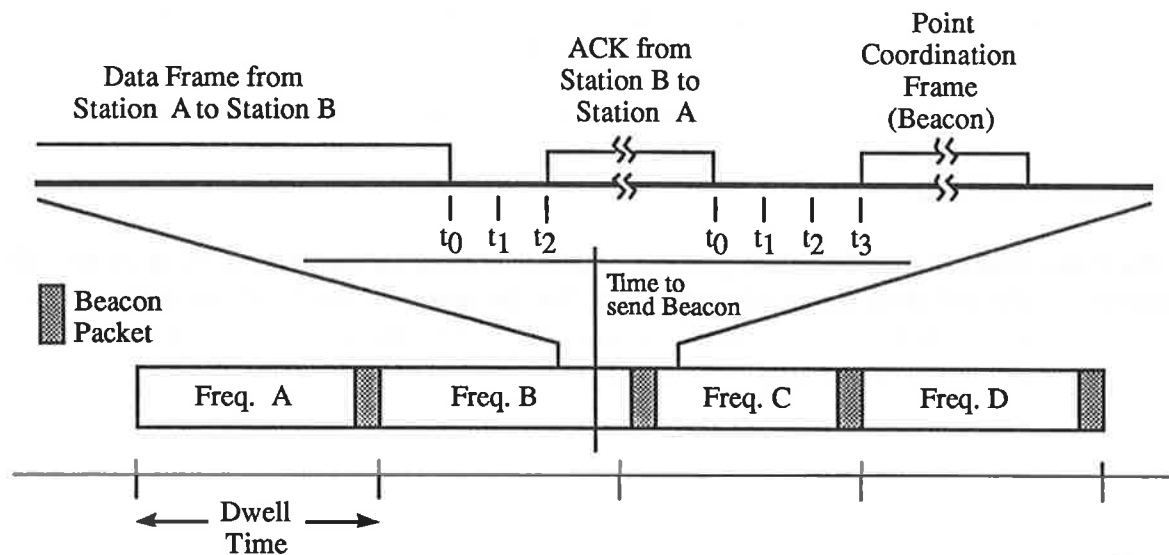 Data Frame from
Station A to Station B
ACK from
Station B to
Station A
Point
Coordination
Frame
(Beacon)
t0 t1 t2 t0 t1 t2 t3
Time to
send Beacon
Beacon
Packet
Freq. A Freq. B Freq. C Freq. D
Dwell
Time